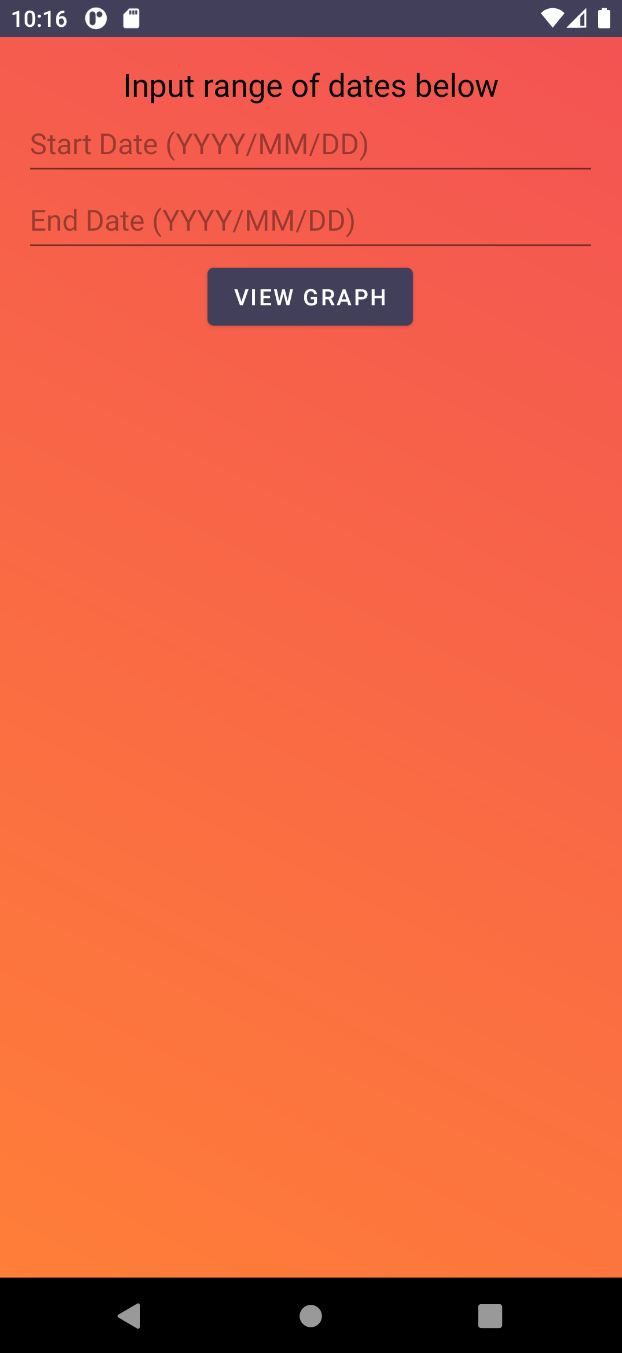 10:16
Input range of dates below
Start Date (YYYY/MM/DD)
End Date (YYYY/MM/DD)
VIEW GRAPH